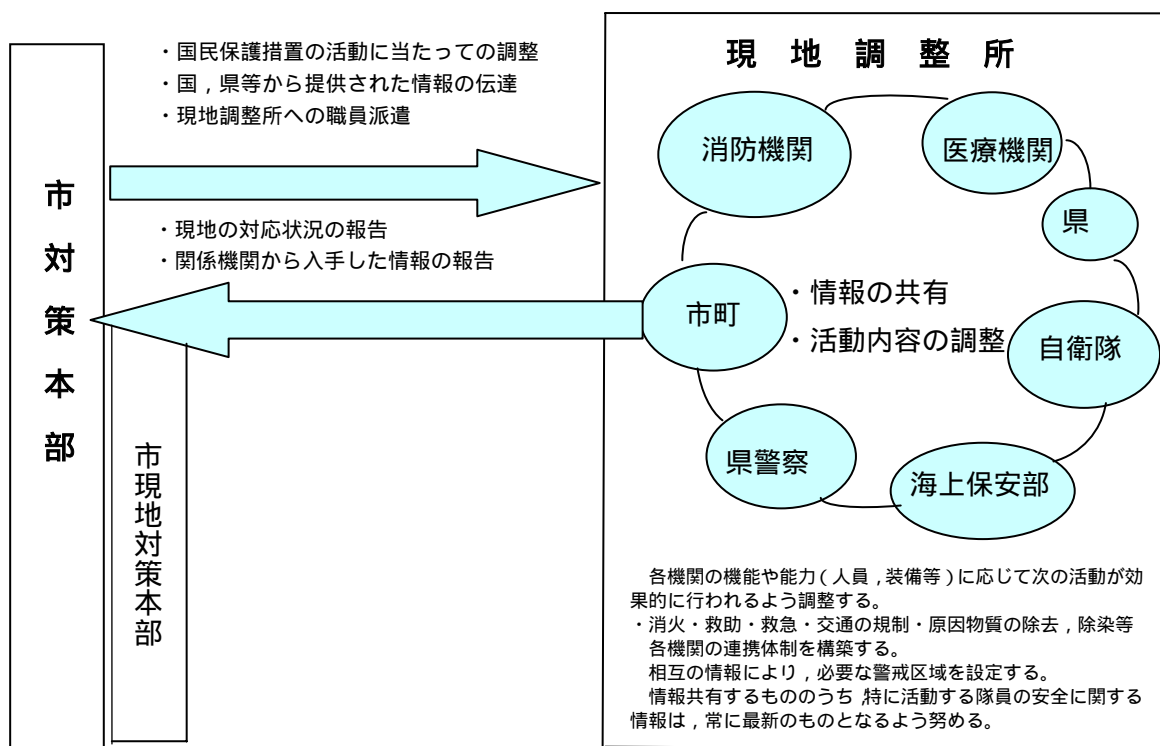 ・国民保護措置の活動に当たっての調整
・国，県等から提供された情報の伝達
・現地調整所への職員派遣
市対策本部
・現地の対応状況の報告
・関係機関から入手した情報の報告
市現地対策本部
現地調整所
消防機関
医療機関
県
市町
・情報の共有
・活動内容の調整
自衛隊
県警察
海上保安部
各機関の機能や能力（人員，装備等）に応じて次の活動が効
果的に行われるよう調整する。
・消火・救助・救急・交通の規制・原因物質の除去，除染等
各機関の連携体制を構築する。
相互の情報により，必要な警戒区域を設定する。
情報共有するもののうち，特に活動する隊員の安全に関する
情報は，常に最新のものとなるよう努める。